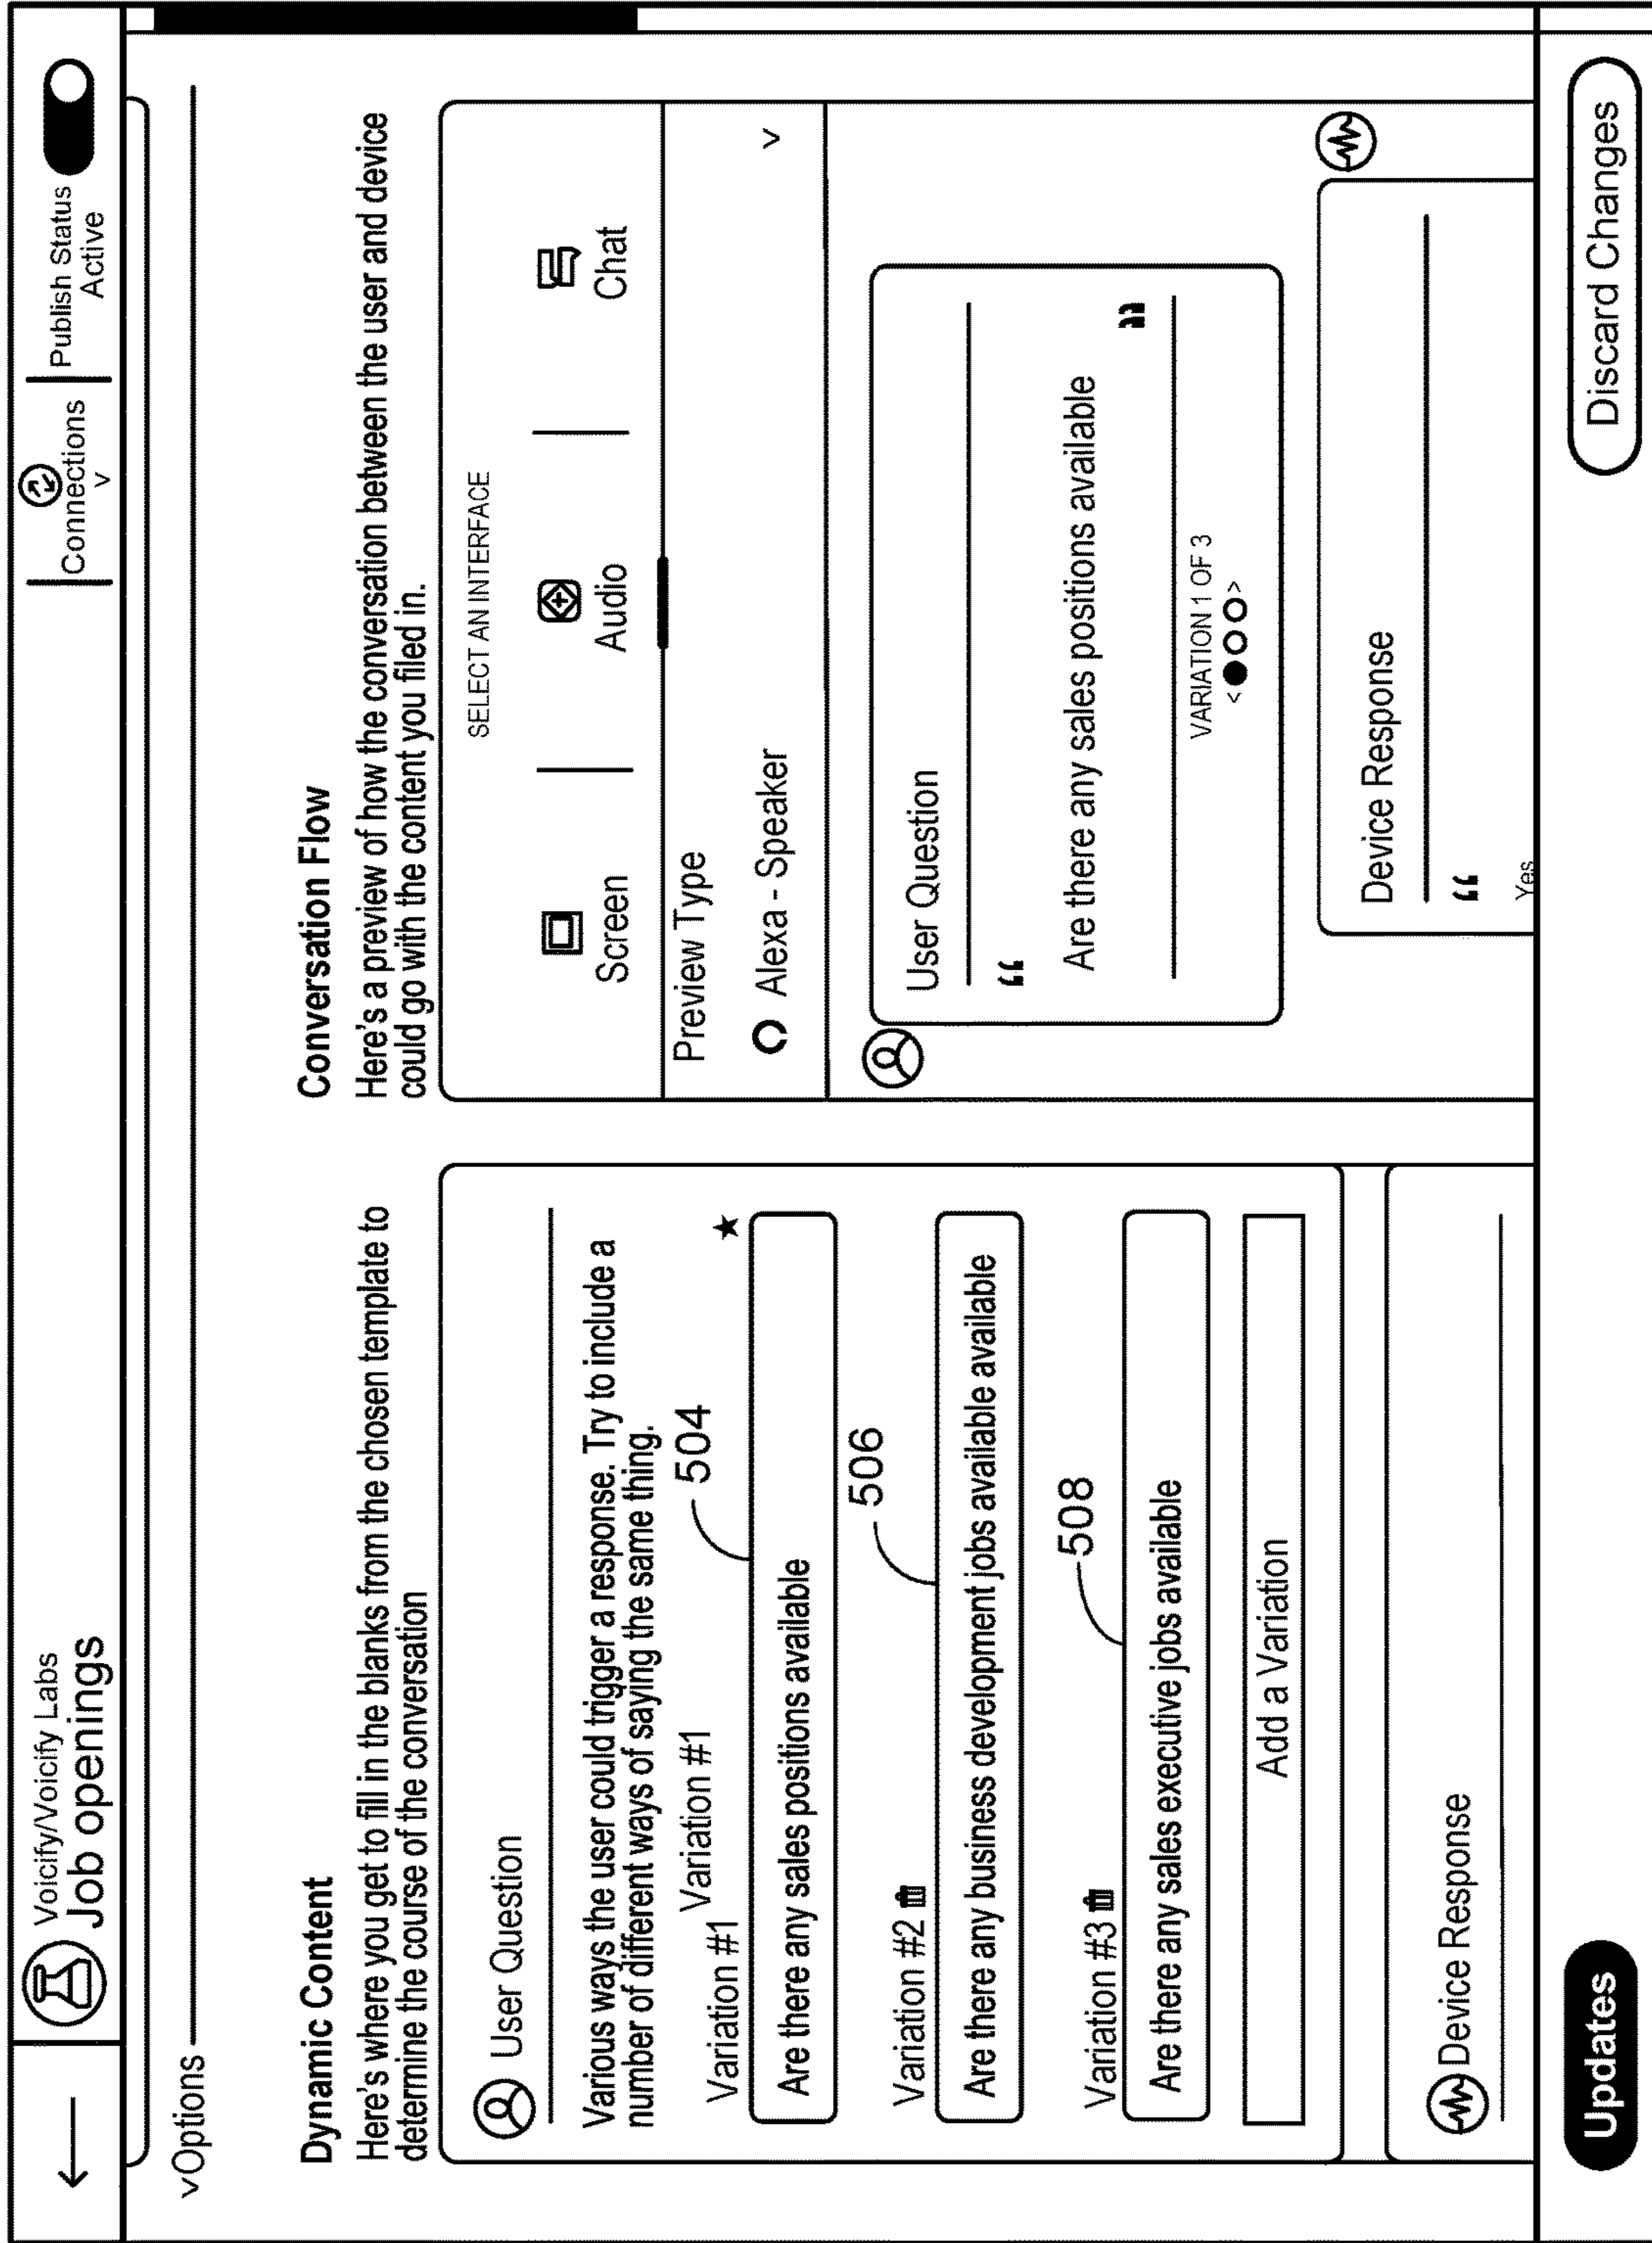 Voicify/Voicify Labs
Job openings
Connections
Publish Status
Active
Options
Dynamic Content
Here's where you get to fill in the blanks from the chosen template to
determine the course of the conversation
User Question
Various ways the user could trigger a response. Try to include a
number of different ways of saying the same thing.
Variation #1
Variation #1
504
Are there any sales positions available
Variation #2
506
Are there any business development jobs available available
Variation #3
508
Are there any sales executive jobs available
Add a Variation
Device Response
Conversation Flow
Here's a preview of how the conversation between the user and device
could go with the content you filed in.
SELECT AN INTERFACE
Screen
Audio
Chat
Preview Type
Alexa - Speaker
User Question
“
Are there any sales positions available
”
VARIATION 1 OF 3
< >
Device Response
“
Yes
Updates
Discard Changes